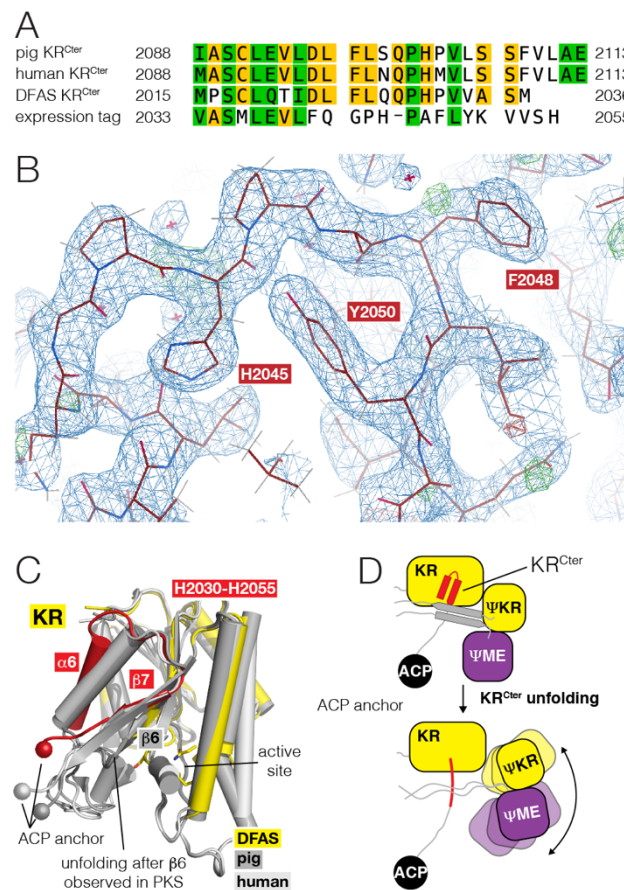 A
pig KRCter 2088 IASCLEVLDL FLSQPHPVLS SFVLAE 2113
human KRCter 2088 MASCLEVLDL FLNQPHMVLS SFVLAE 2113
DFAS KRCter 2015 MPSCLQTIDL FLQQPHPVVAS SM 2036
expression tag 2033 VASMLEVLFQ GPH-PAFLYK VVSH 2055
B
F2048
Y2050
H2045
C
H2030-H2055
KR
α6
β7
β6
active
site
ACP anchor
unfolding after β6
observed in PKS
DFAS
pig
human
D
KR
KRCter
ΨKR
ΨME
ACP
KRCter unfolding
ACP anchor
KR
ΨKR
ΨME
ACP